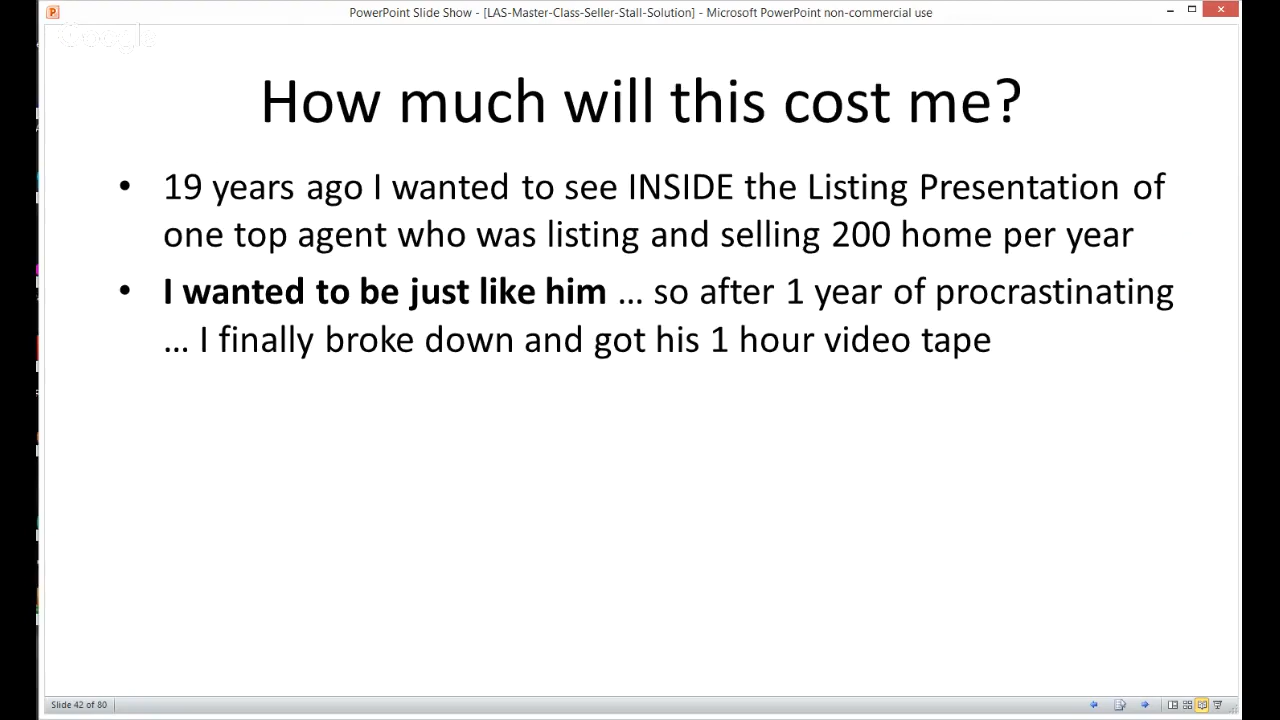 PowerPoint Slide Show - [LAS-Master-Class-Seller-Stall-Solution] - Microsoft PowerPoint non-commercial use
Google
How much will this cost me?
• 19 years ago I wanted to see INSIDE the Listing Presentation of
one top agent who was listing and selling 200 home per year
• I wanted to be just like him ... so after 1 year of procrastinating
... I finally broke down and got his 1 hour video tape
Slide 42 of 80